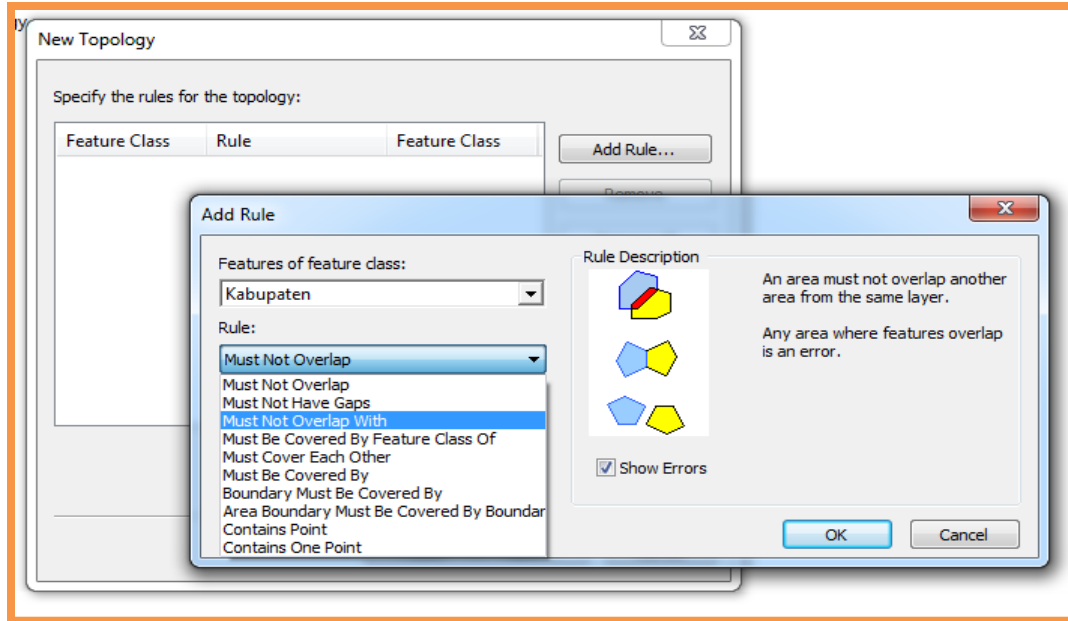 gy
New Topology
Specify the rules for the topology:
Feature Class Rule Feature Class
Add Rule...
Remove
Add Rule
Features of feature class:
Kabupaten
Rule:
Must Not Overlap
Must Not Overlap
Must Not Have Gaps
Must Not Overlap With
Must Be Covered By Feature Class Of
Must Cover Each Other
Must Be Covered By
Boundary Must Be Covered By
Area Boundary Must Be Covered By Boundar
Contains Point
Contains One Point
Rule Description
An area must not overlap another
area from the same layer.
Any area where features overlap
is an error.
Show Errors
OK Cancel